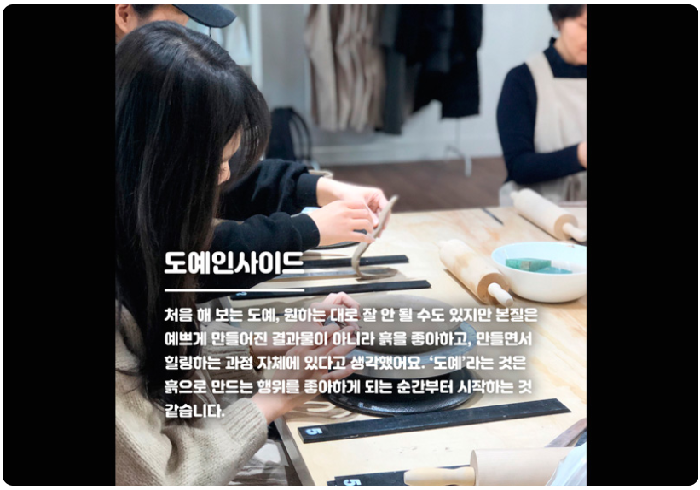 도예인사이드
처음 해 보는 도예, 원하는 대로 잘 안 될 수도 있지만 본질은
예쁘게 만들어진 결과물이 아니라 흙을 좋아하고, 만들면서
힐링하는 과정 자체에 있다고 생각했어요. ‘도예’라는 것은
흙으로 만드는 행위를 좋아하게 되는 순간부터 시작하는 것
같습니다.
5
5